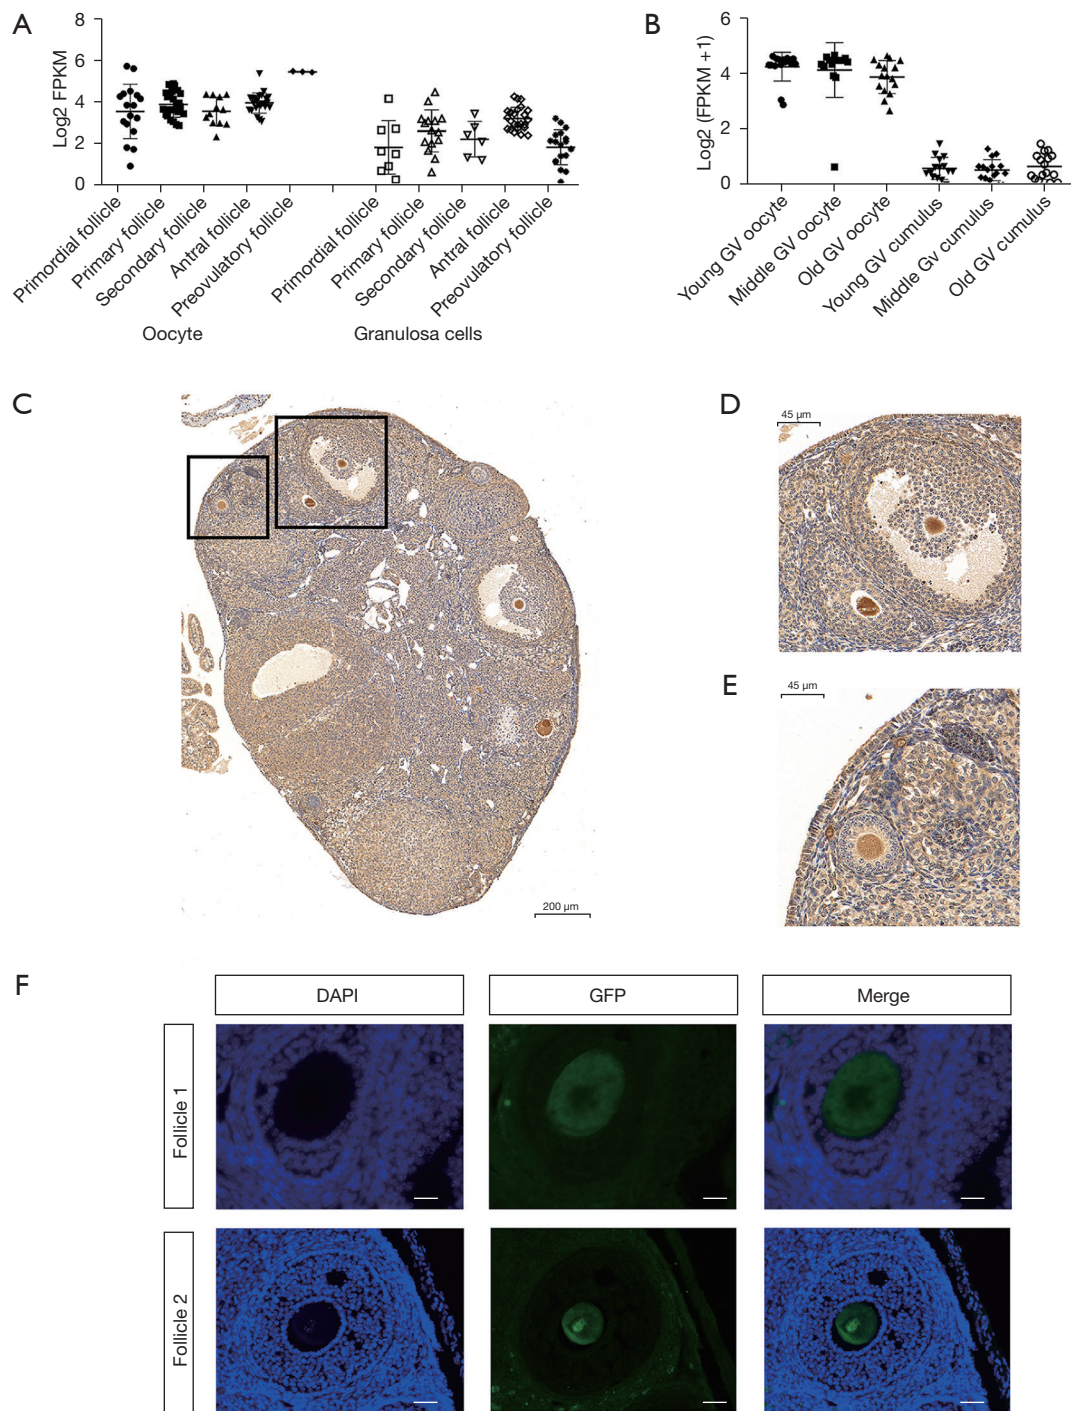 A
Log2 FPKM
8
6
4
2
0
Primordial follicle
Primary follicle
Secondary follicle
Antral follicle
Preovulatory follicle
Primordial follicle
Primary follicle
Secondary follicle
Antral follicle
Preovulatory follicle
Oocyte
Granulosa cells
B
Log2 (FPKM +1)
6
4
2
0
Young GV oocyte
Middle GV oocyte
Old GV oocyte
Young GV cumulus
Middle Gv cumulus
Old GV cumulus
C
200 µm
D
45 µm
E
45 µm
F
DAPI
GFP
Merge
Follicle 1
Follicle 2